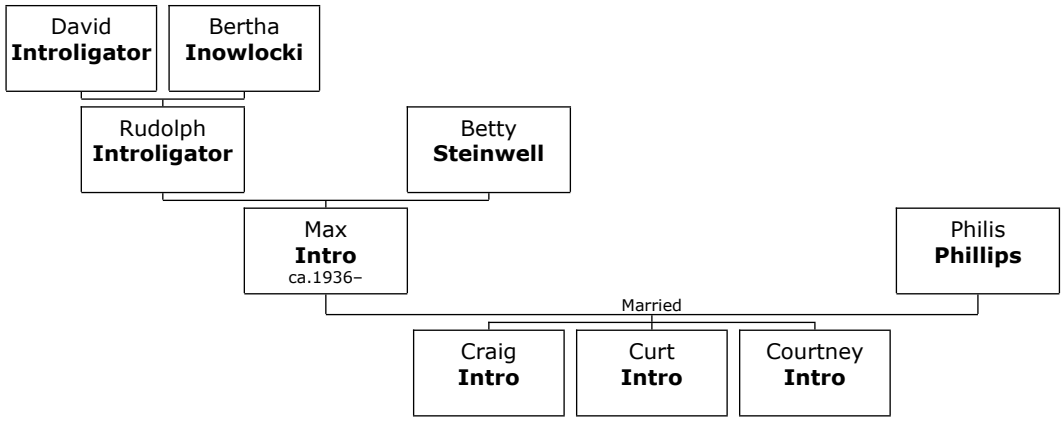 David
Introligator
Bertha
Inowlocki
Rudolph
Introligator
Betty
Steinwell
Max
Intro
ca.1936–
Philis
Phillips
Married
Craig
Intro
Curt
Intro
Courtney
Intro